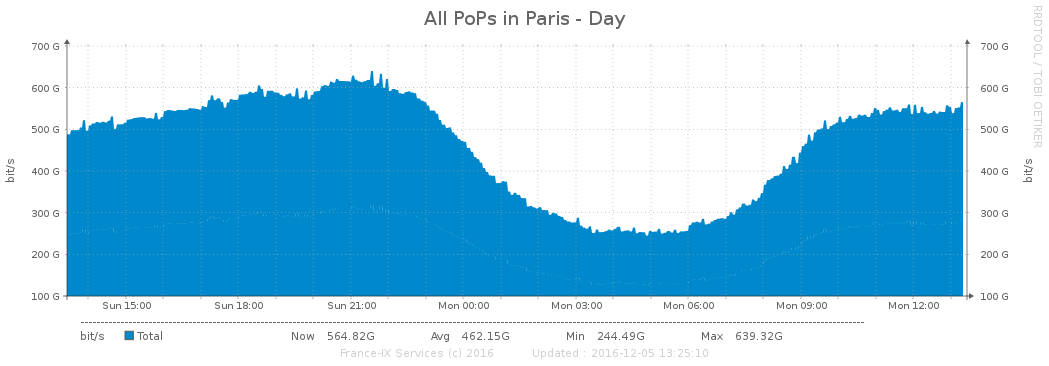 All PoPs in Paris - Day
RRDTOOL / TOBI OETIKER
700 G 700 G
600 G 600 G
500 G 500 G
400 G 400 G
300 G 300 G
200 G 200 G
100 G 100 G
bit/s
bit/s
Sun 15:00 Sun 18:00 Sun 21:00 Mon 00:00 Mon 03:00 Mon 06:00 Mon 09:00 Mon 12:00
bit/s Total Now 564.82G Avg 462.15G Min 244.49G Max 639.32G
France-IX Services (c) 2016 Updated : 2016-12-05 13:25:10